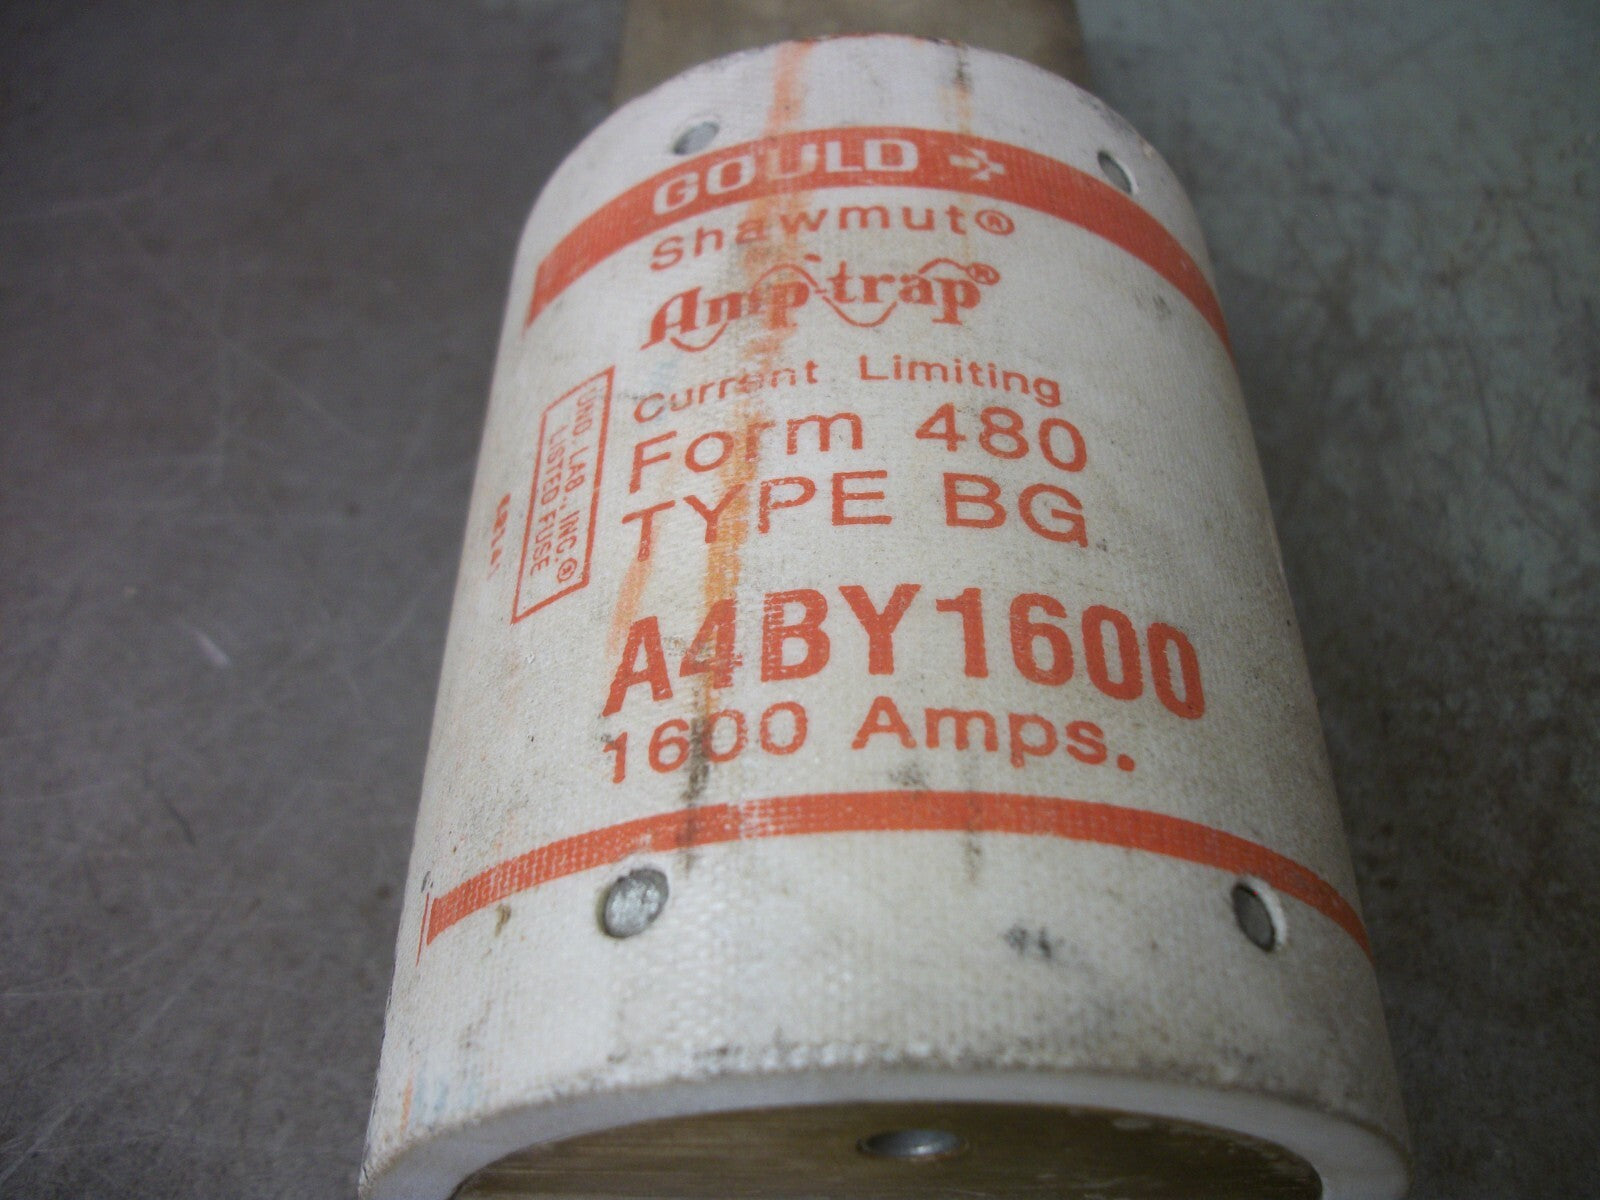 GOULD
Shawmut®
Amp-trap®
Current Limiting
Form 480
TYPE BG
A4BY1600
1600 Amps.
UND. LAB. INC.®
LISTED FUSE